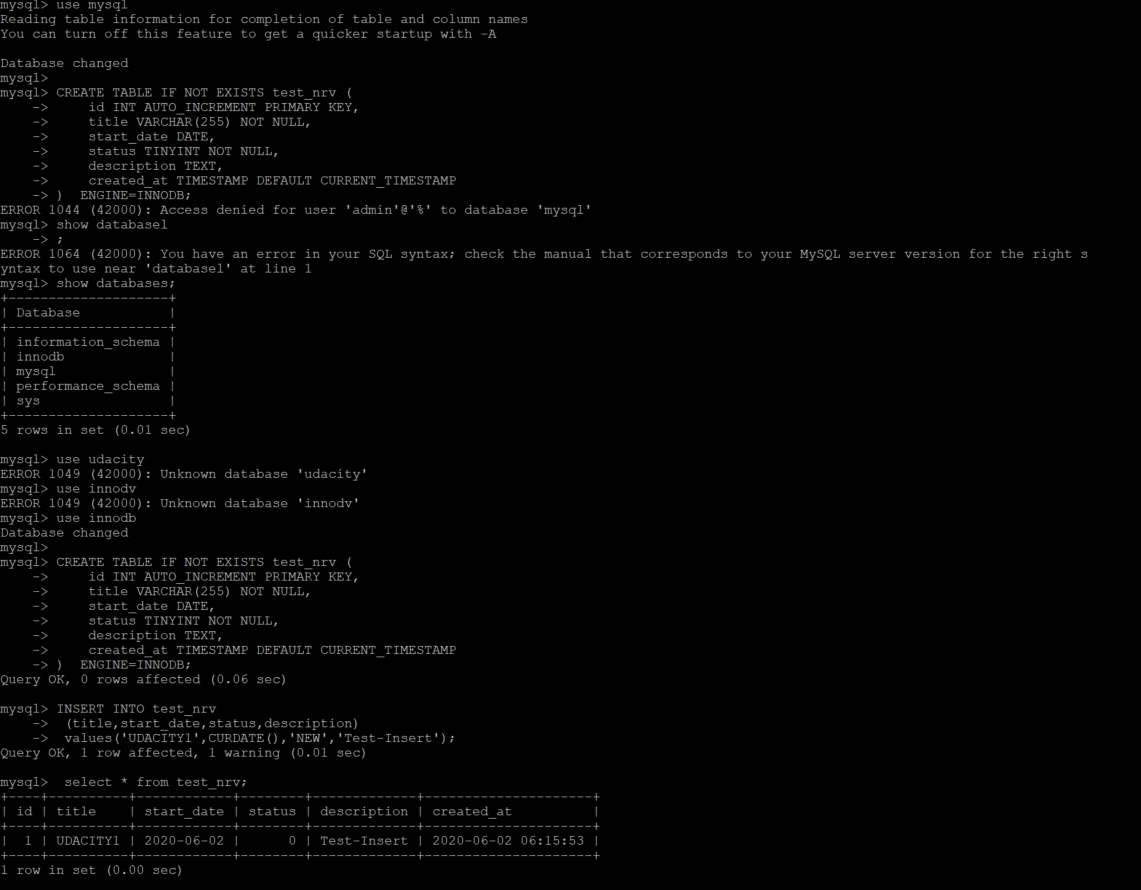 mysql> use mysql
Reading table information for completion of table and column names
You can turn off this feature to get a quicker startup with -A

Database changed
mysql>
mysql> CREATE TABLE IF NOT EXISTS test_nrv (
    ->     id INT AUTO_INCREMENT PRIMARY KEY,
    ->     title VARCHAR(255) NOT NULL,
    ->     start_date DATE,
    ->     status TINYINT NOT NULL,
    ->     description TEXT,
    ->     created_at TIMESTAMP DEFAULT CURRENT_TIMESTAMP
    -> )  ENGINE=INNODB;
ERROR 1044 (42000): Access denied for user 'admin'@'%' to database 'mysql'
mysql> show databasel
    -> ;
ERROR 1064 (42000): You have an error in your SQL syntax; check the manual that corresponds to your MySQL server version for the right s
yntax to use near 'databasel' at line 1
mysql> show databases;
+--------------------+
| Database           |
+--------------------+
| information_schema |
| innodb             |
| mysql              |
| performance_schema |
| sys                |
+--------------------+
5 rows in set (0.01 sec)

mysql> use udacity
ERROR 1049 (42000): Unknown database 'udacity'
mysql> use innodv
ERROR 1049 (42000): Unknown database 'innodv'
mysql> use innodb
Database changed
mysql>
mysql> CREATE TABLE IF NOT EXISTS test_nrv (
    ->     id INT AUTO_INCREMENT PRIMARY KEY,
    ->     title VARCHAR(255) NOT NULL,
    ->     start_date DATE,
    ->     status TINYINT NOT NULL,
    ->     description TEXT,
    ->     created_at TIMESTAMP DEFAULT CURRENT_TIMESTAMP
    -> )  ENGINE=INNODB;
Query OK, 0 rows affected (0.06 sec)

mysql> INSERT INTO test_nrv
    ->  (title,start_date,status,description)
    ->  values('UDACITY1',CURDATE(),'NEW','Test-Insert');
Query OK, 1 row affected, 1 warning (0.01 sec)

mysql>  select * from test_nrv;
+----+----------+------------+--------+-------------+---------------------+
| id | title    | start_date | status | description | created_at          |
+----+----------+------------+--------+-------------+---------------------+
|  1 | UDACITY1 | 2020-06-02 |      0 | Test-Insert | 2020-06-02 06:15:53 |
+----+----------+------------+--------+-------------+---------------------+
1 row in set (0.00 sec)